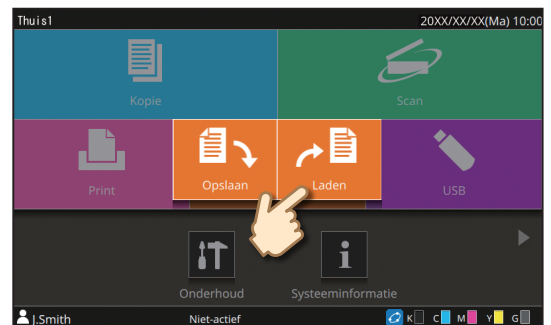 Thuis1 20XX/XX/XX(Ma) 10:00
Kopie Scan
Print Opslaan Laden USB
Onderhoud Systeeminformatie
J.Smith Niet-actief K C M Y G